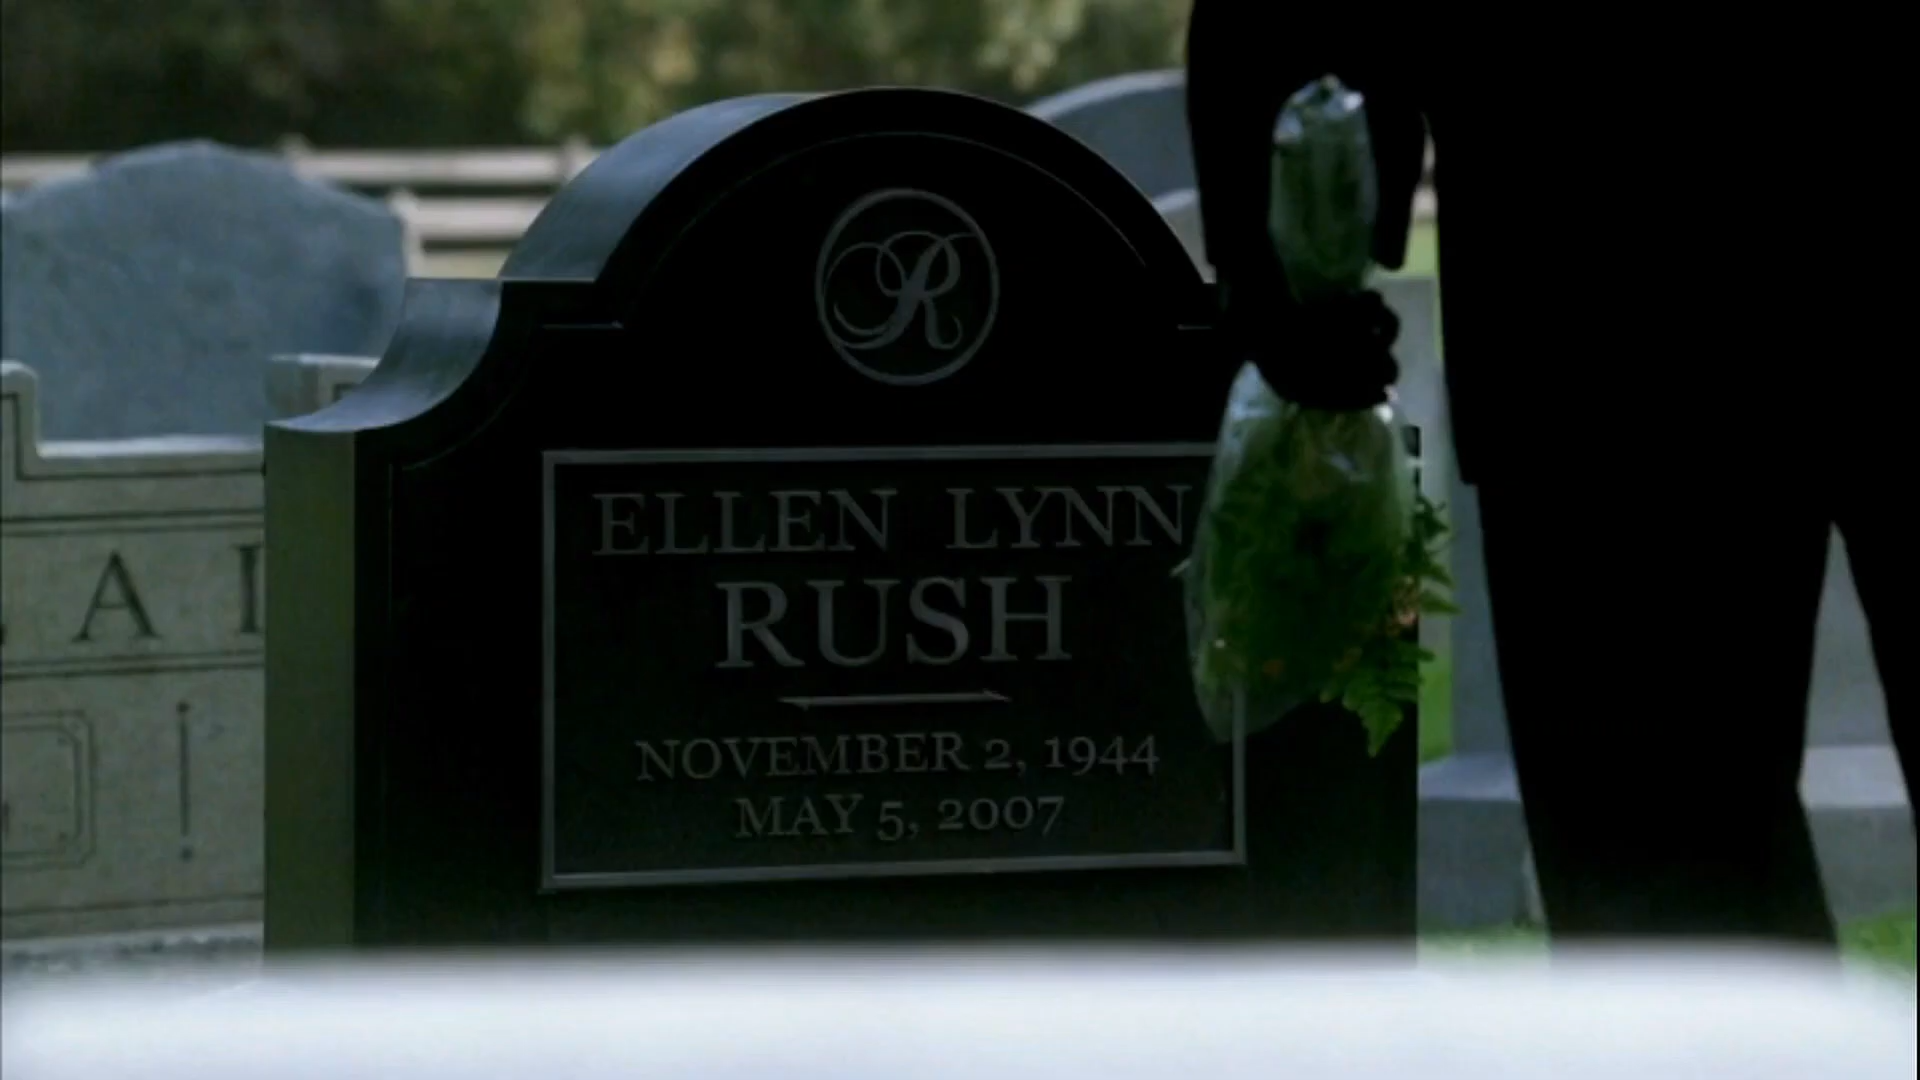 R
ELLEN LYNN
RUSH
NOVEMBER 2, 1944
MAY 5, 2007
A